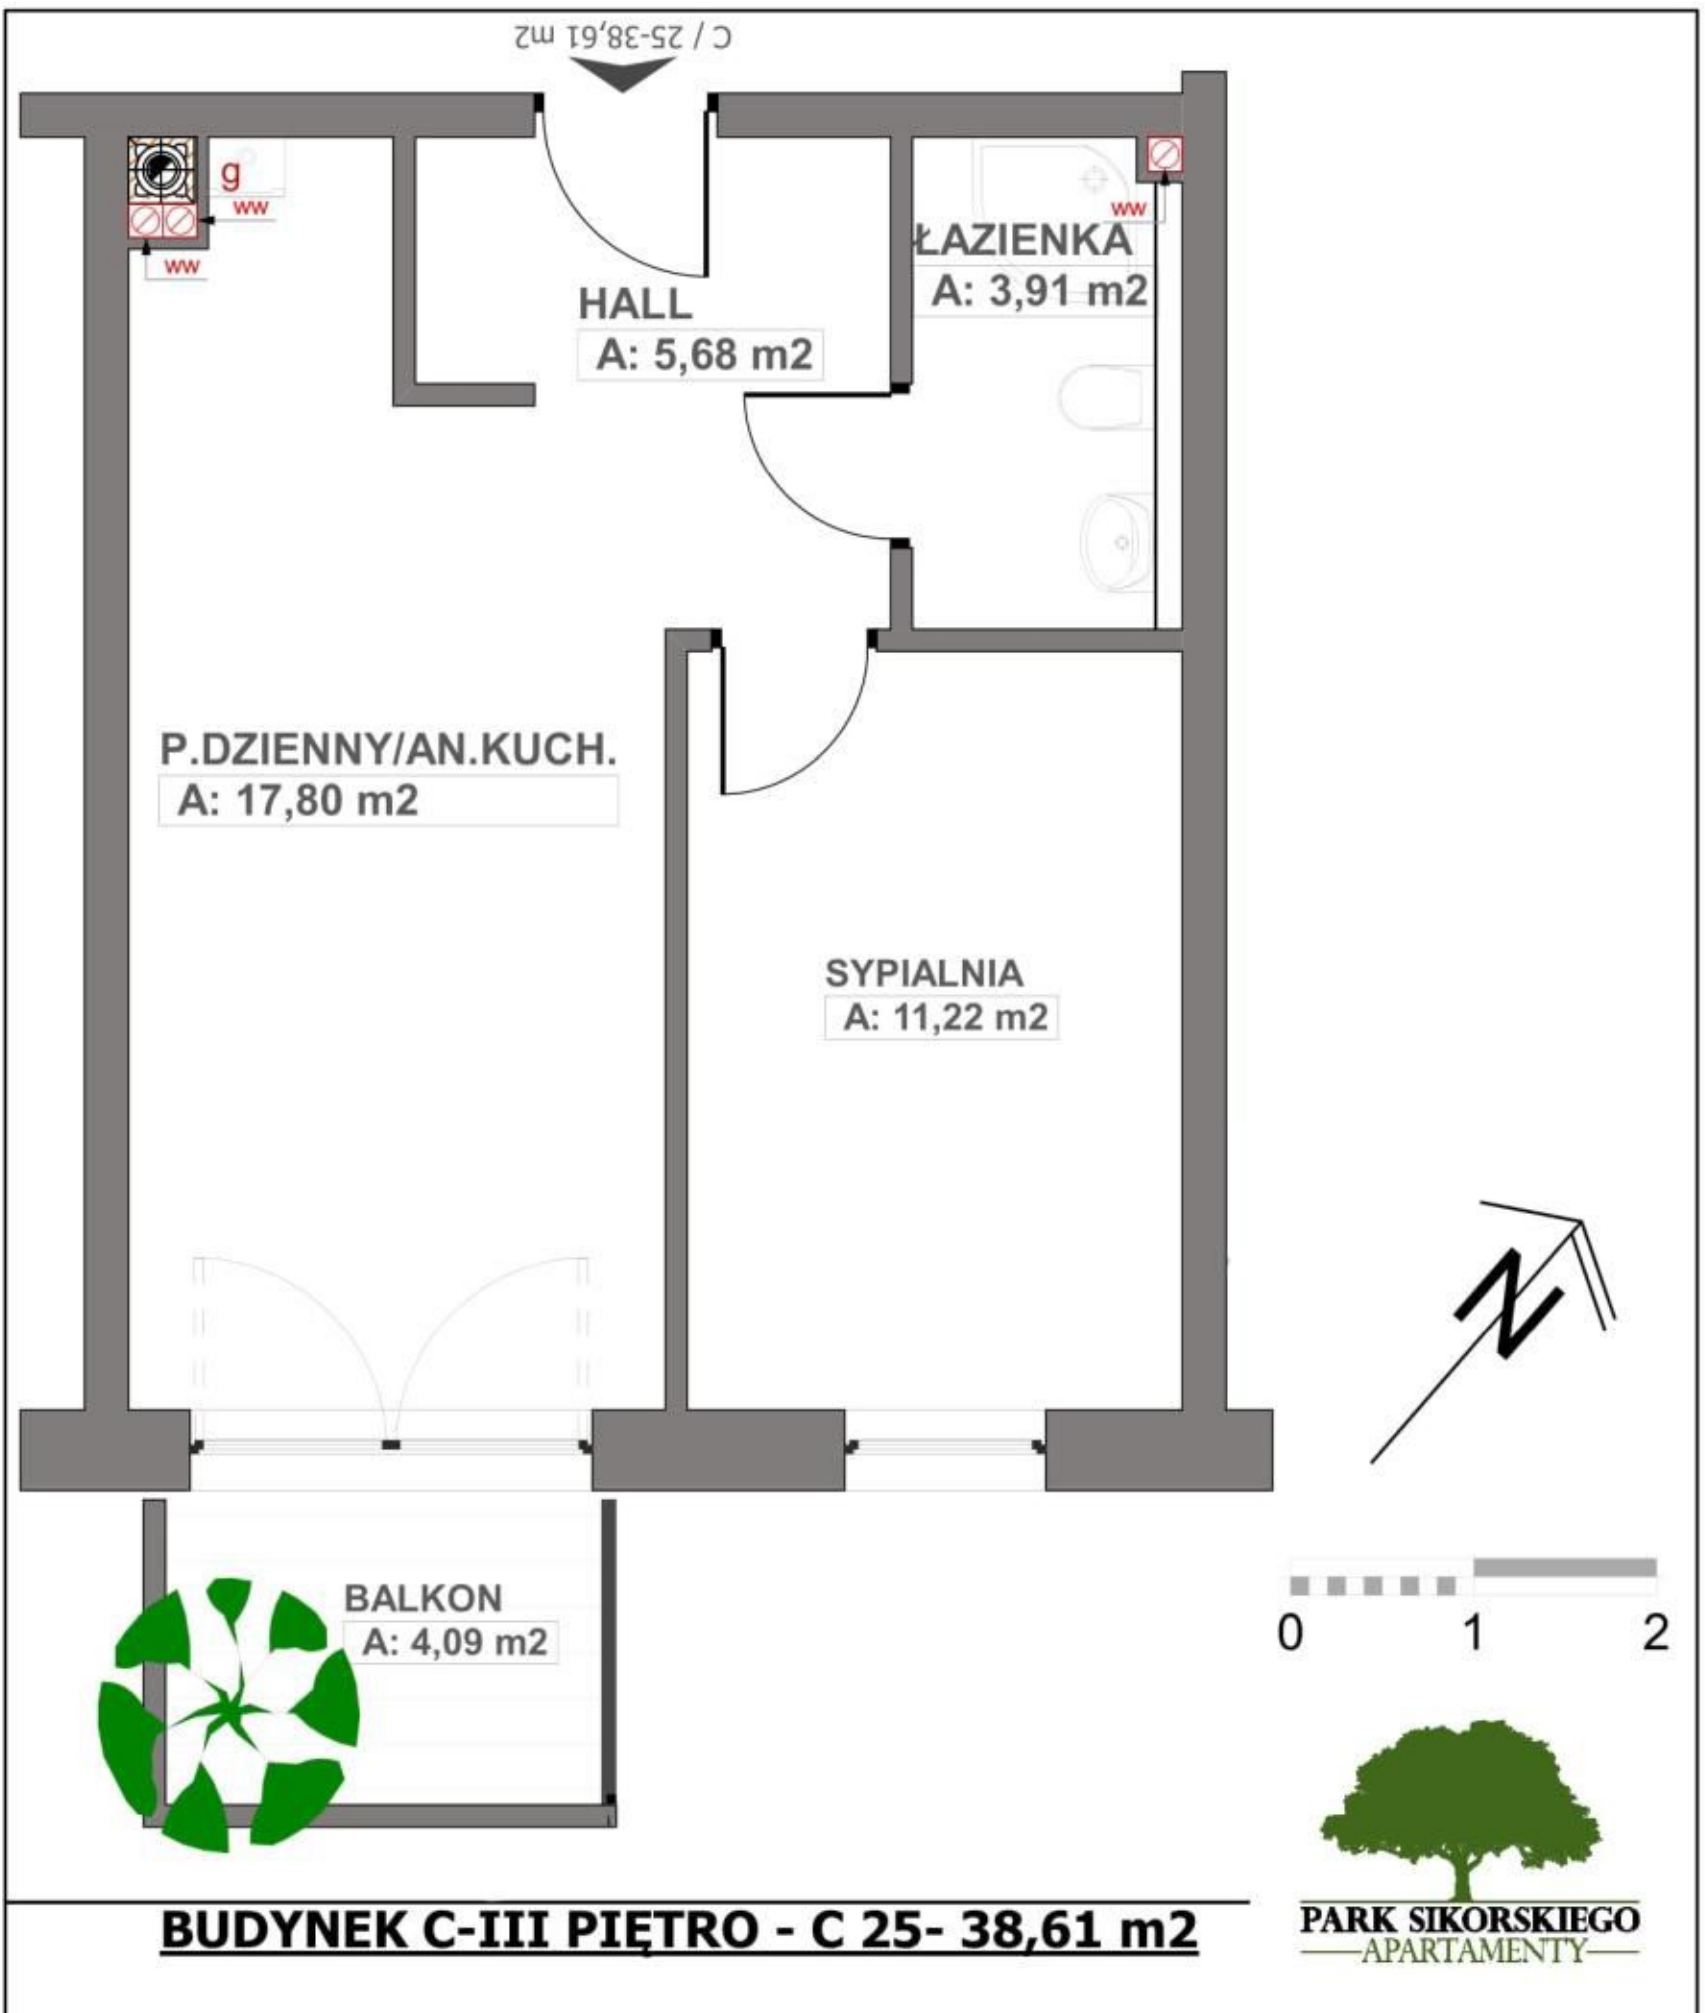 C / 25-38,61 m2
g
ww
ww
ww
ŁAZIENKA
A: 3,91 m2
HALL
A: 5,68 m2
P.DZIENNY/AN.KUCH.
A: 17,80 m2
SYPIALNIA
A: 11,22 m2
N
BALKON
A: 4,09 m2
0 1 2
BUDYNEK C-III PIĘTRO - C 25- 38,61 m2
PARK SIKORSKIEGO
APARTAMENTY